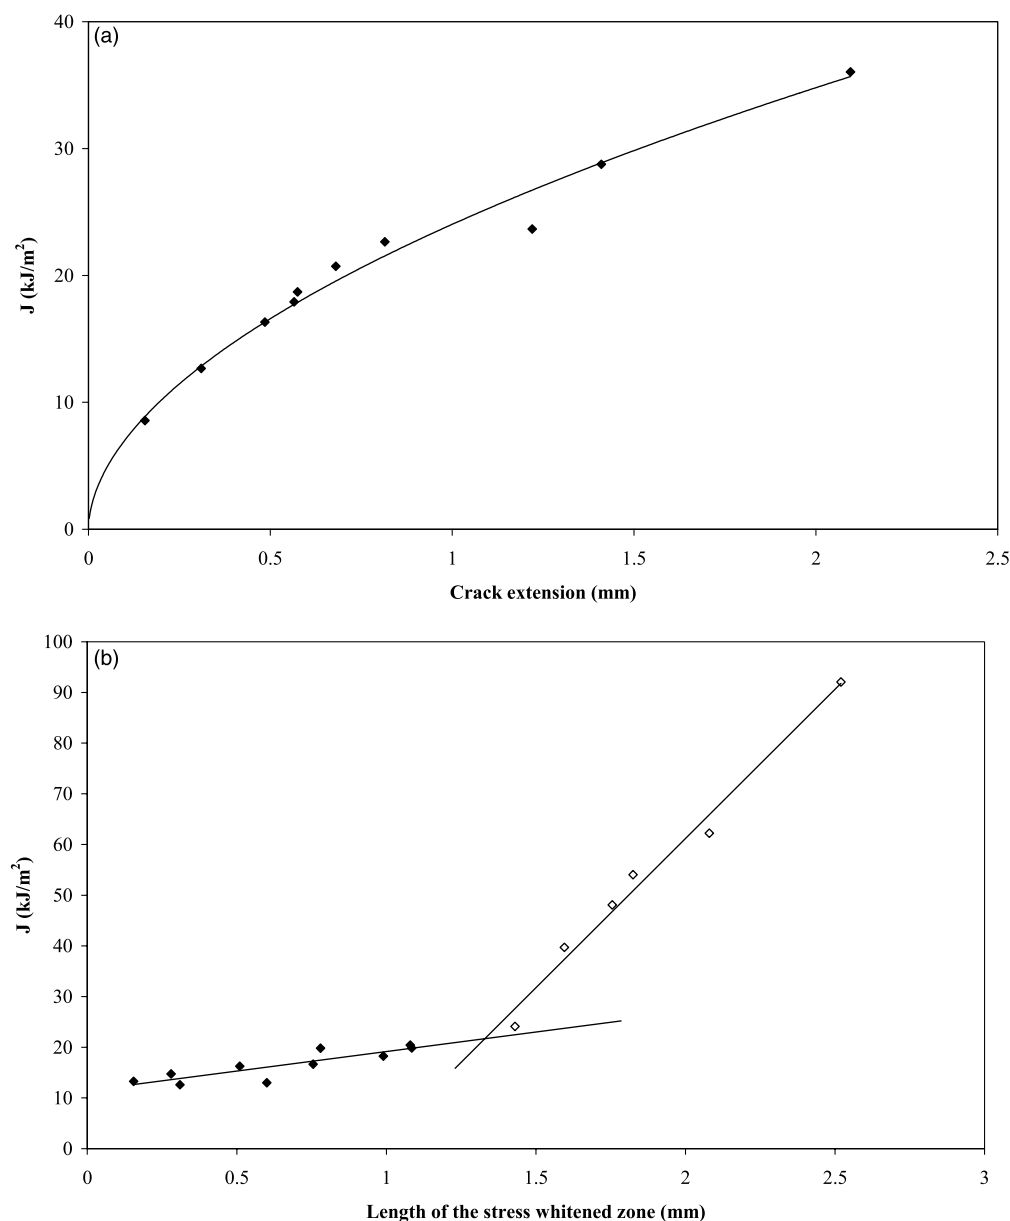 (a)
40
30
20
10
0
J (kJ/m²)
0 0.5 1 1.5 2 2.5
Crack extension (mm)
(b)
100
90
80
70
60
50
40
30
20
10
0
J (kJ/m²)
0 0.5 1 1.5 2 2.5 3
Length of the stress whitened zone (mm)